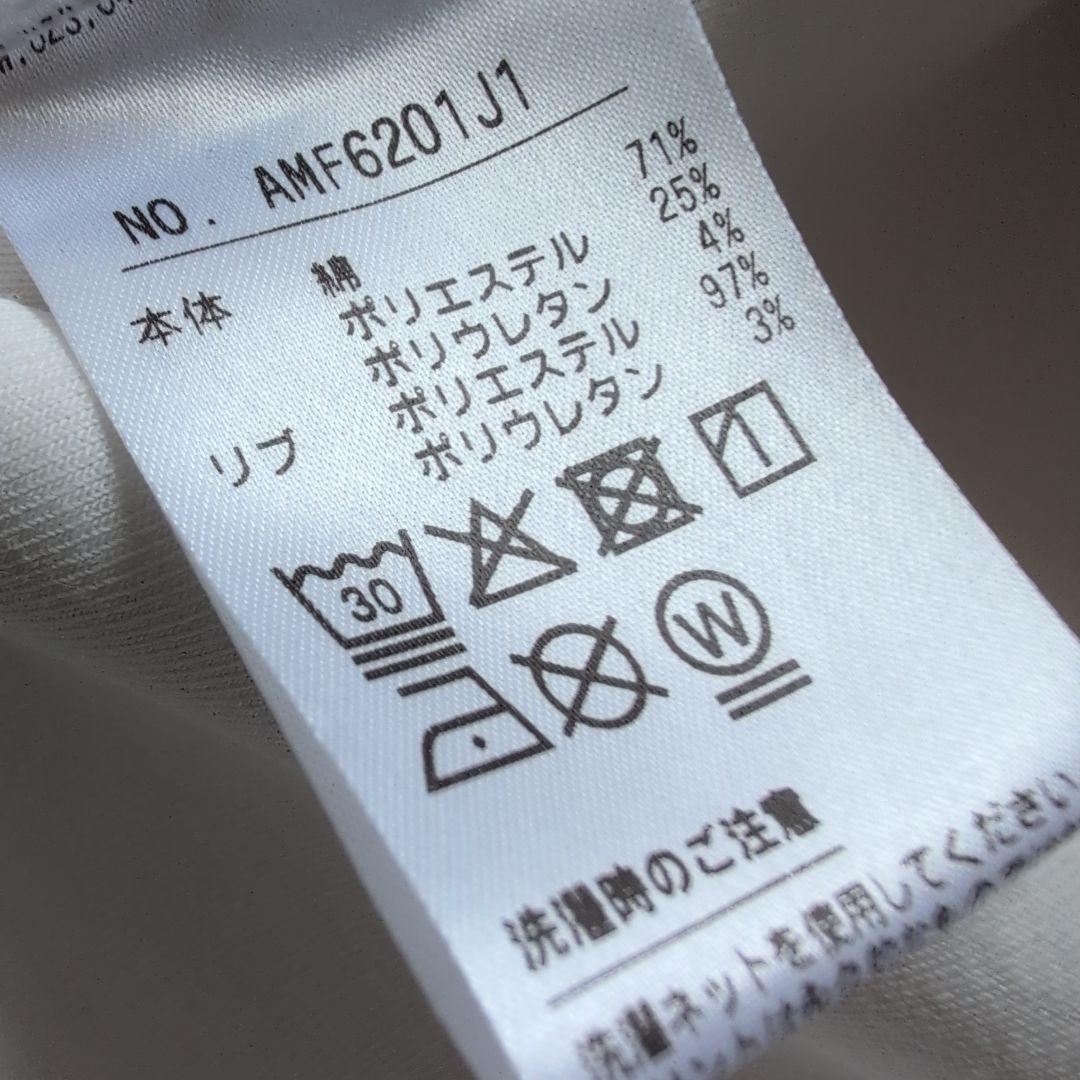 NO. AMF6201J1
本体 綿 71%
ポリエステル 25%
ポリウレタン 4%
リブ ポリエステル 97%
ポリウレタン 3%
30
W
洗濯時のご注意
洗濯ネットを使用してください